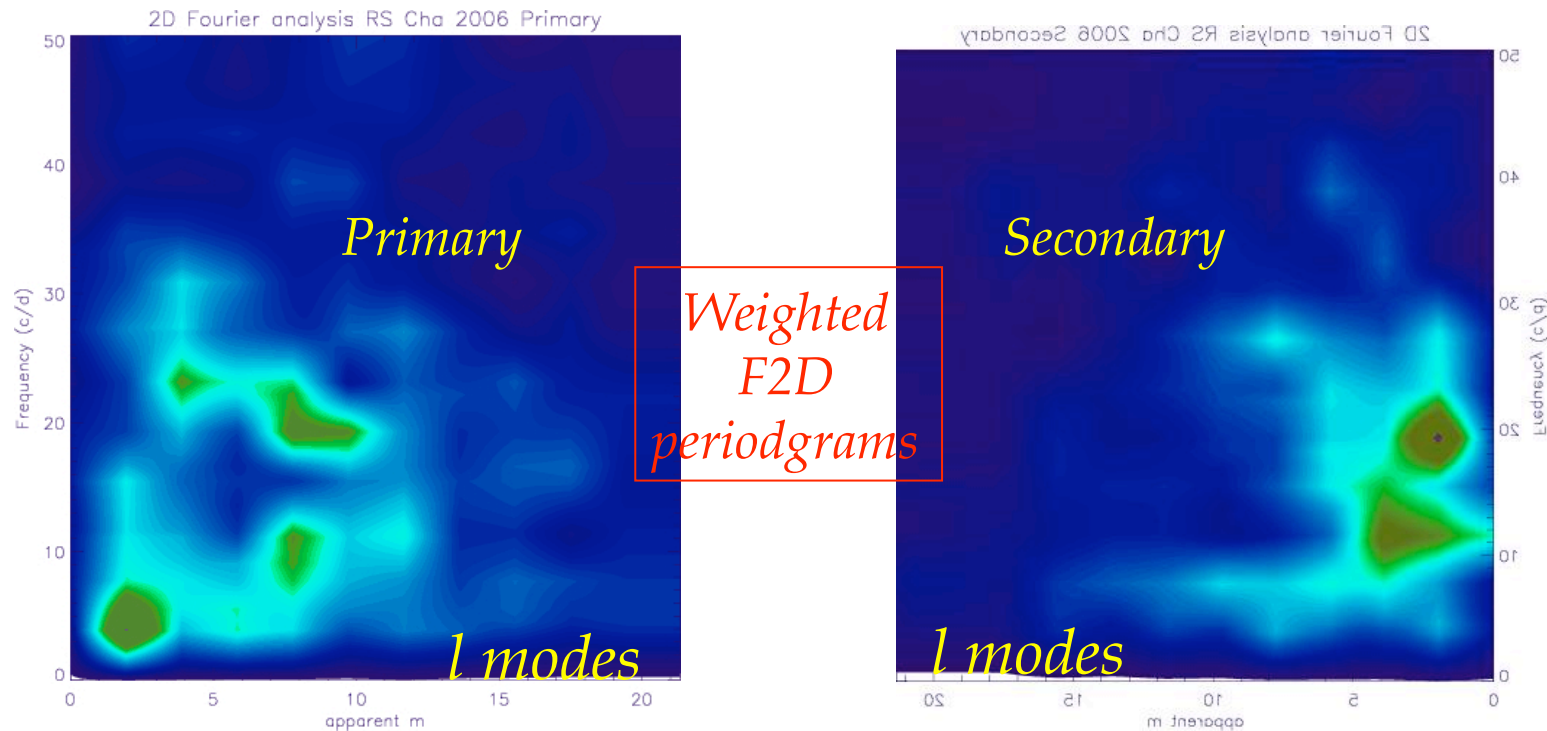 2D Fourier analysis RS Cha 2006 Primary
50
40
30
20
10
0
Frequency (c/d)
0 5 10 15 20
apparent m
Primary
l modes
Weighted
F2D
periodgrams
2D Fourier analysis RS Cha 2006 Secondary
50
40
30
20
10
0
Frequency (c/d)
20 15 10 5 0
apparent m
Secondary
l modes